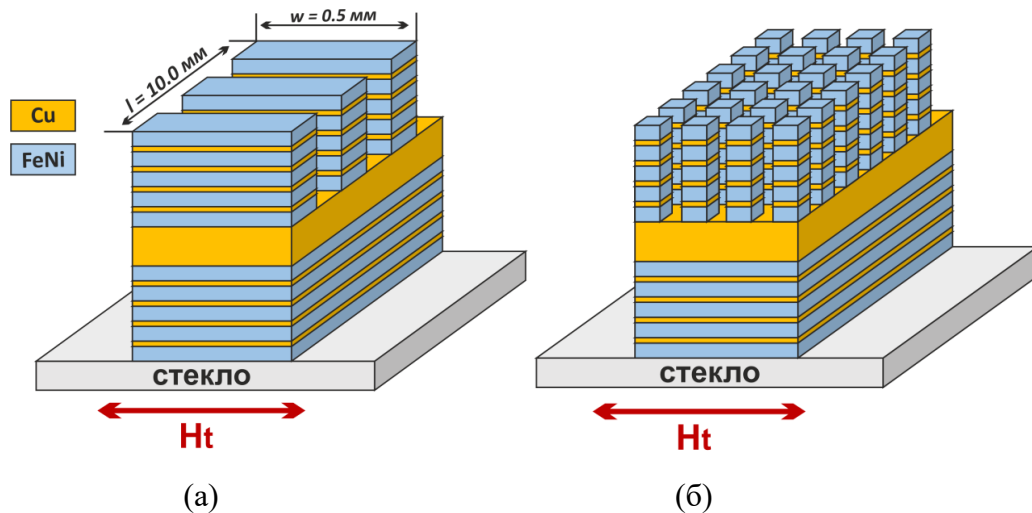 w = 0.5 мм
l = 10.0 мм
Cu
FeNi
стекло
Ht
(а)
стекло
Ht
(б)